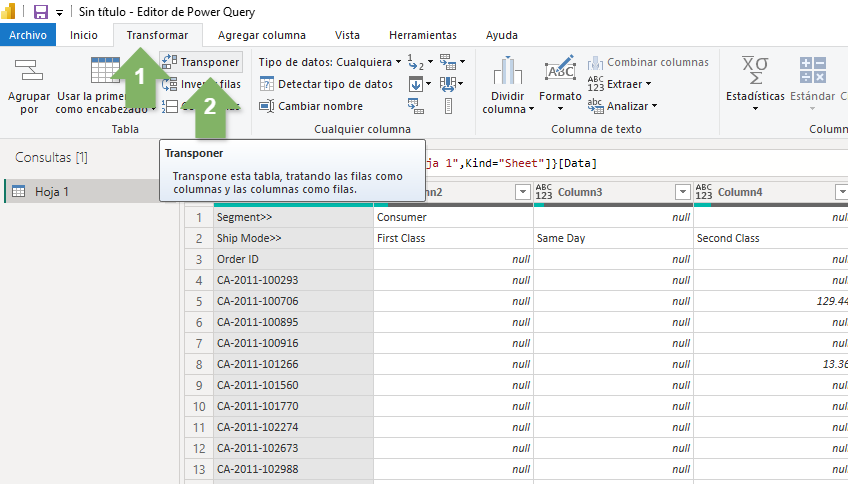 Sin título - Editor de Power Query
Archivo Inicio Transformar Agregar columna Vista Herramientas Ayuda
Agrupar por
Usar la primera
como encabezado
Transponer
filas
Tabla
Tipo de datos: Cualquiera
Detectar tipo de datos
Cambiar nombre
Cualquier columna
Dividir columna
Formato
Combinar columnas
Extraer
Analizar
Columna de texto
Estadísticas
Estándar
Column
1
2
Transponer
Transpone esta tabla, tratando las filas como
columnas y las columnas como filas.
Consultas [1]
Hoja 1
ja 1",Kind="Sheet"]}[Data]
Column3 Column4
1 Segment>> Consumer null null
2 Ship Mode>> First Class Same Day Second Class
3 Order ID null null null
4 CA-2011-100293 null null null
5 CA-2011-100706 null null 129.44
6 CA-2011-100895 null null null
7 CA-2011-100916 null null null
8 CA-2011-101266 null null 13.36
9 CA-2011-101560 null null null
10 CA-2011-101770 null null null
11 CA-2011-102274 null null null
12 CA-2011-102673 null null null
13 CA-2011-102988 null null null